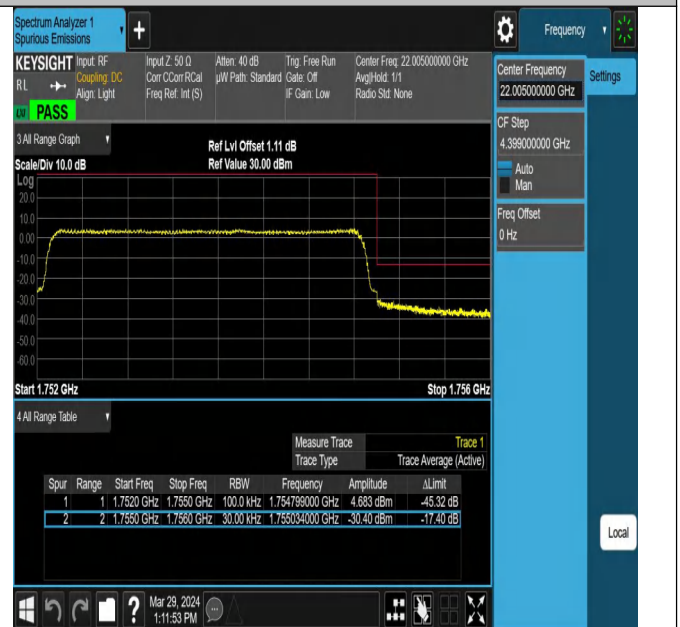 Spectrum Analyzer 1
Spurious Emissions
+
Frequency
KEYSIGHT
RL
Input: RF
Coupling: DC
Align: Light
Input Z: 50 Ω
Corr CCorr RCal
Freq Ref: Int (S)
Atten: 40 dB
µW Path: Standard
Trig: Free Run
Gate: Off
IF Gain: Low
Center Freq: 22.005000000 GHz
Avg|Hold: 1/1
Radio Std: None
PASS
Center Frequency
22.005000000 GHz
Settings
CF Step
4.399000000 GHz
Auto
Man
Freq Offset
0 Hz
3 All Range Graph
Scale/Div 10.0 dB
Ref Lvl Offset 1.11 dB
Ref Value 30.00 dBm
Log
20.0
10.0
0.00
-10.0
-20.0
-30.0
-40.0
-50.0
-60.0
Start 1.752 GHz
Stop 1.756 GHz
4 All Range Table
Measure Trace Trace 1
Trace Type Trace Average (Active)
Spur Range Start Freq Stop Freq RBW Frequency Amplitude ΔLimit
1 1 1.7520 GHz 1.7550 GHz 100.0 kHz 1.754799000 GHz 4.683 dBm -45.32 dB
2 2 1.7550 GHz 1.7560 GHz 30.00 kHz 1.755034000 GHz -30.40 dBm -17.40 dB
Local
?
Mar 29, 2024
1:11:53 PM